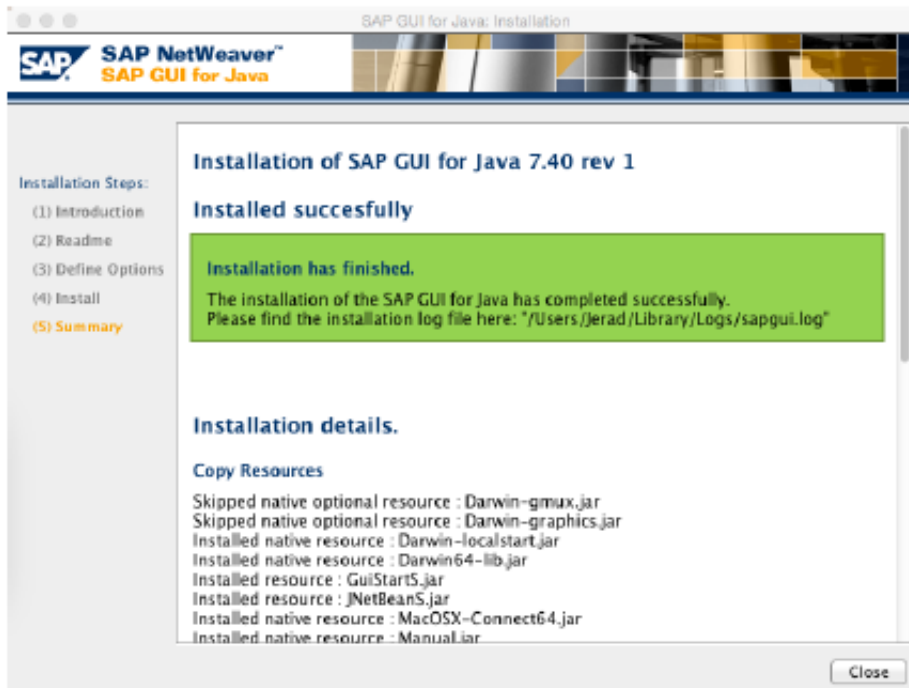 SAP GUI for Java: Installation
SAP
SAP NetWeaver™
SAP GUI for Java
Installation Steps:
(1) Introduction
(2) Readme
(3) Define Options
(4) Install
(5) Summary
Installation of SAP GUI for Java 7.40 rev 1
Installed succesfully
Installation has finished.
The installation of the SAP GUI for Java has completed successfully.
Please find the installation log file here: "/Users/Jerad/Library/Logs/sapgui.log"
Installation details.
Copy Resources
Skipped native optional resource : Darwin-gmux.jar
Skipped native optional resource : Darwin-graphics.jar
Installed native resource : Darwin-localstart.jar
Installed native resource : Darwin64-lib.jar
Installed resource : GuiStartS.jar
Installed resource : JNetBeanS.jar
Installed native resource : MacOSX-Connect64.jar
Installed native resource : Manual.jar
Close